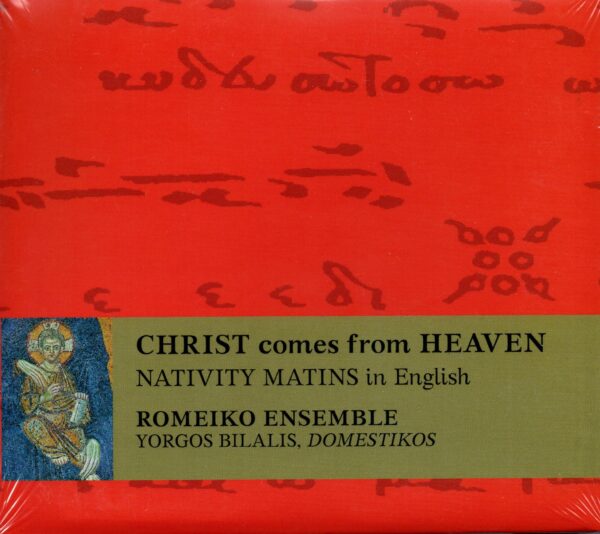 CHRIST comes from HEAVEN
NATIVITY MATINS in English
ROMEIKO ENSEMBLE
YORGOS BILALIS, DOMESTIKOS